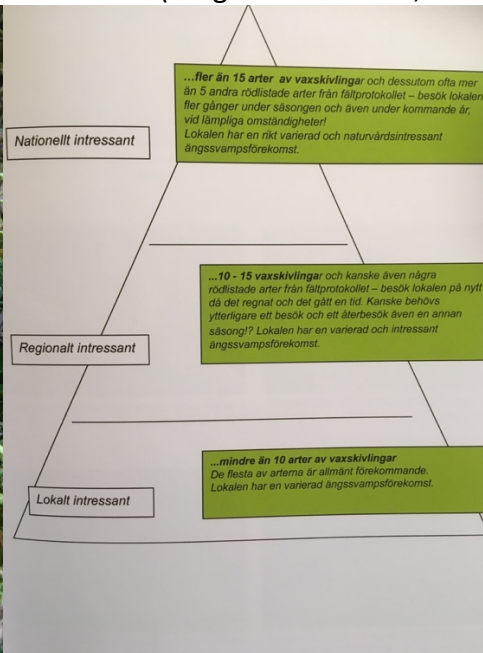 ...fler än 15 arter av vaxskivlingar och dessutom ofta mer
än 5 andra rödlistade arter från fältprotokollet – besök lokalen
fler gånger under säsongen och även under kommande år,
vid lämpliga omständigheter!
Lokalen har en rikt varierad och naturvårdsintressant
ängssvampsförekomst.
Nationellt intressant
...10 - 15 vaxskivlingar och kanske även några
rödlistade arter från fältprotokollet – besök lokalen på nytt
då det regnat och det gått en tid. Kanske behövs
ytterligare ett besök och ett återbesök även en annan
säsong!? Lokalen har en varierad och intressant
ängssvampsförekomst.
Regionalt intressant
...mindre än 10 arter av vaxskivlingar
De flesta av arterna är allmänt förekommande.
Lokalen har en varierad ängssvampsförekomst.
Lokalt intressant